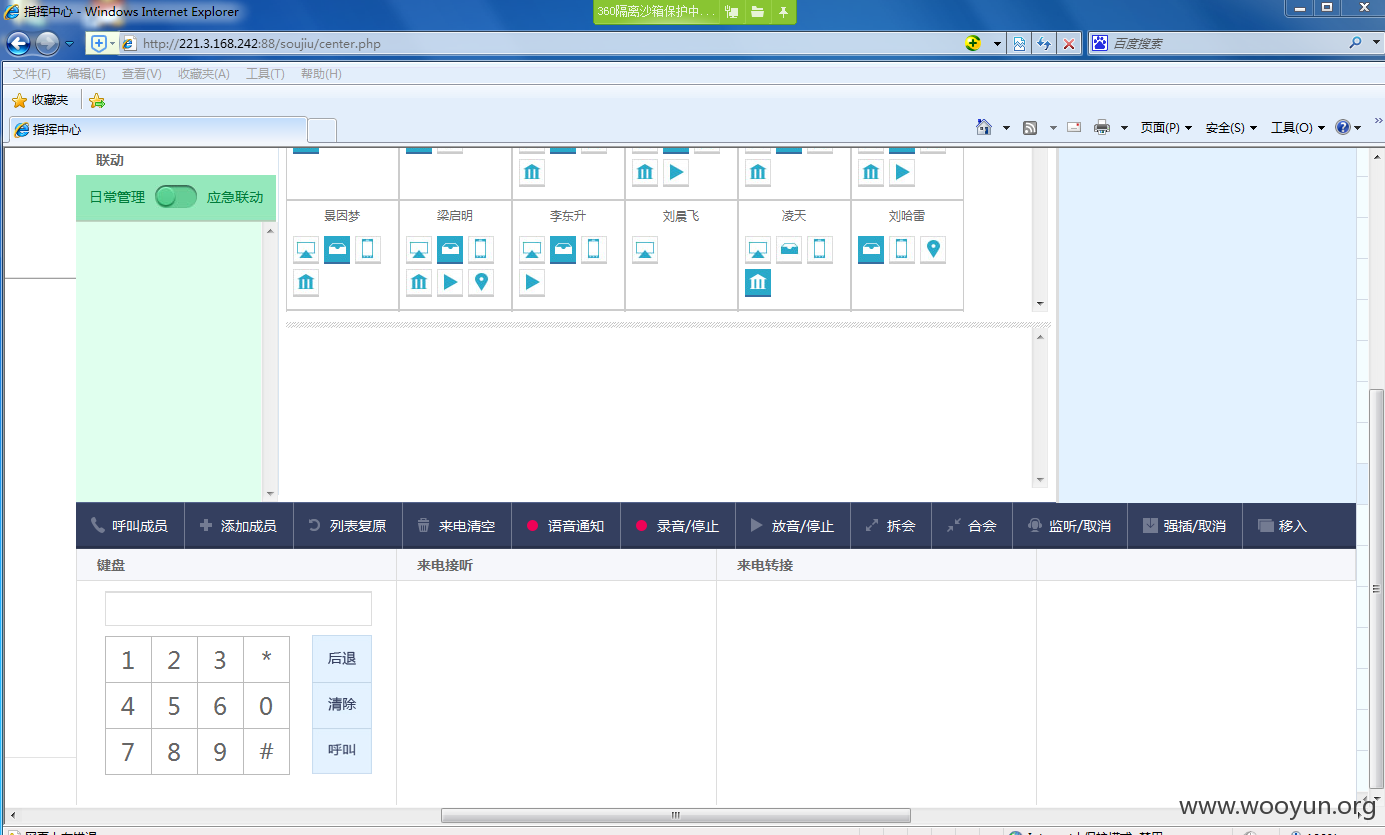 指挥中心 - Windows Internet Explorer
360隔离沙箱保护中...
http://221.3.168.242:88/soujiu/center.php
百度搜索
文件(F) 编辑(E) 查看(V) 收藏夹(A) 工具(T) 帮助(H)
收藏夹
指挥中心
页面(P) 安全(S) 工具(O)
联动
日常管理 应急联动
景因梦 梁启明 李东升 刘晨飞 凌天 刘哈雷
呼叫成员 添加成员 列表复原 来电清空 语音通知 录音/停止 放音/停止 拆会 合会 监听/取消 强插/取消 移入
键盘 来电接听 来电转接
1 2 3 * 后退
4 5 6 0 清除
7 8 9 # 呼叫
www.wooyun.org